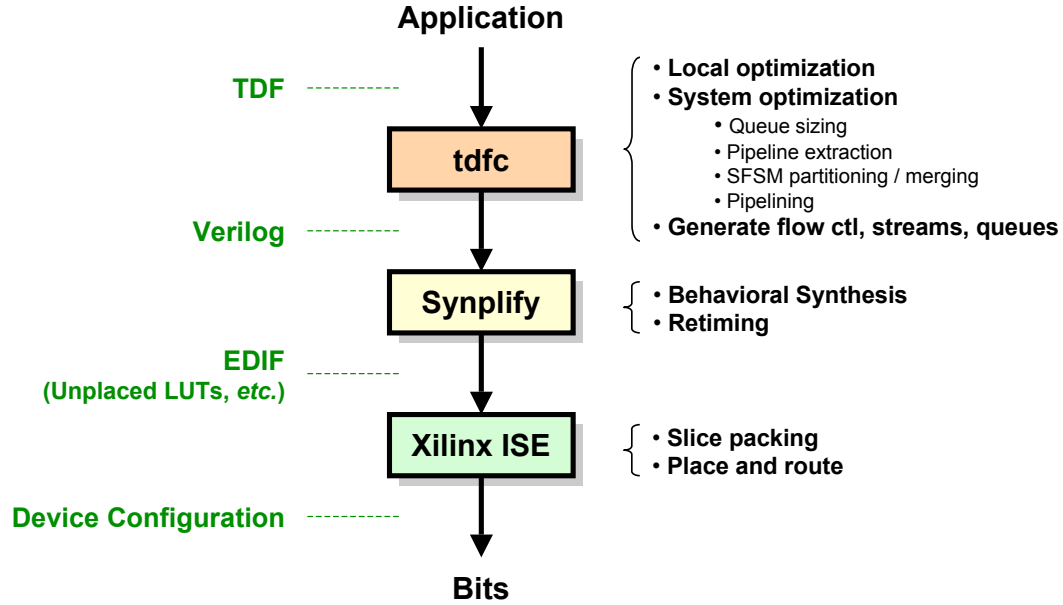 Application
TDF
• Local optimization
• System optimization
• Queue sizing
• Pipeline extraction
• SFSM partitioning / merging
• Pipelining
• Generate flow ctl, streams, queues
tdfc
Verilog
Synplify
• Behavioral Synthesis
• Retiming
EDIF
(Unplaced LUTs, etc.)
Xilinx ISE
• Slice packing
• Place and route
Device Configuration
Bits